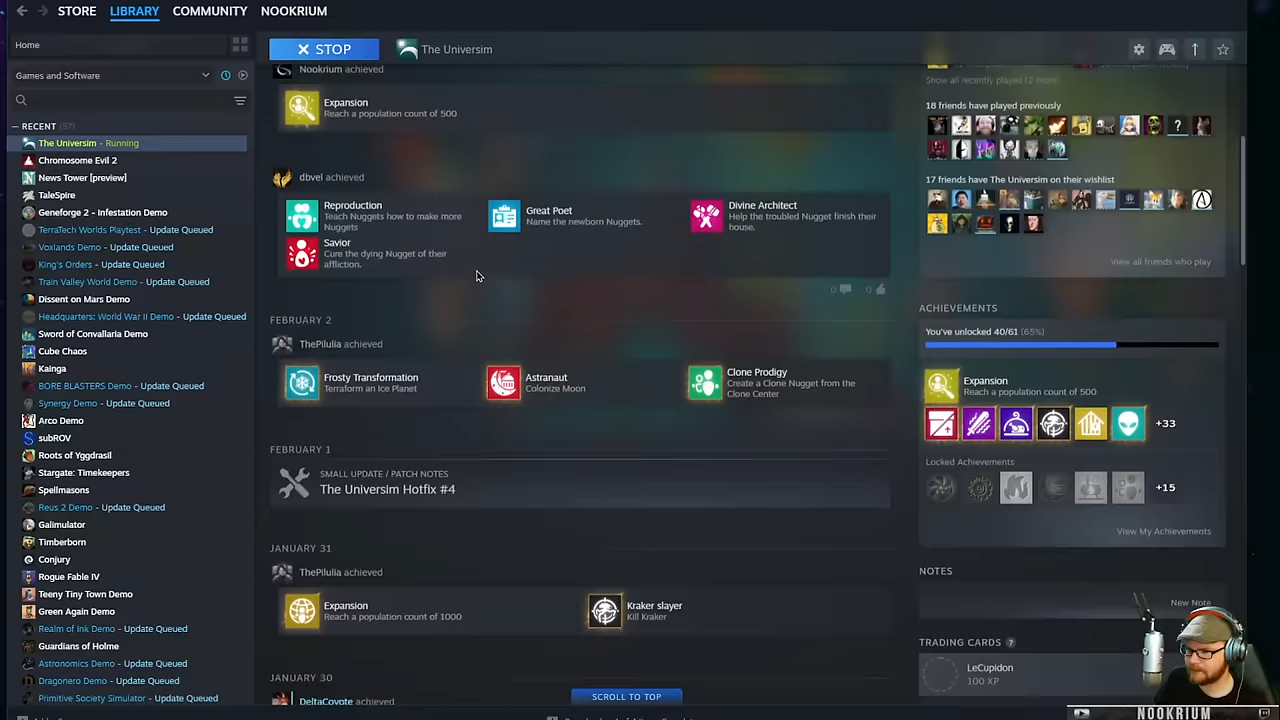 STORE LIBRARY COMMUNITY NOOKRIUM
Home
Games and Software
RECENT (57)
The Universim - Running
Chromosome Evil 2
News Tower [preview]
TaleSpire
Geneforge 2 - Infestation Demo
TerraTech Worlds Playtest - Update Queued
Voxlands Demo - Update Queued
King's Orders - Update Queued
Train Valley World Demo - Update Queued
Dissent on Mars Demo
Headquarters: World War II Demo - Update Queued
Sword of Convallaria Demo
Cube Chaos
Kainga
BORE BLASTERS Demo - Update Queued
Synergy Demo - Update Queued
Arco Demo
subROV
Roots of Yggdrasil
Stargate: Timekeepers
Spellmasons
Reus 2 Demo - Update Queued
Galimulator
Timberborn
Conjury
Rogue Fable IV
Teeny Tiny Town Demo
Green Again Demo
Realm of Ink Demo - Update Queued
Guardians of Holme
Astronomics Demo - Update Queued
Dragonero Demo - Update Queued
Primitive Society Simulator - Update Queued
STOP The Universim
Nookrium achieved
Expansion
Reach a population count of 500
dbvel achieved
Reproduction
Teach Nuggets how to make more
Nuggets
Great Poet
Name the newborn Nuggets.
Divine Architect
Help the troubled Nugget finish their
house.
Savior
Cure the dying Nugget of their
affliction.
0 0
FEBRUARY 2
ThePilulia achieved
Frosty Transformation
Terraform an Ice Planet
Astranaut
Colonize Moon
Clone Prodigy
Create a Clone Nugget from the
Clone Center
FEBRUARY 1
SMALL UPDATE / PATCH NOTES
The Universim Hotfix #4
JANUARY 31
ThePilulia achieved
Expansion
Reach a population count of 1000
Kraker slayer
Kill Kraker
JANUARY 30
DeltaCoyote achieved
SCROLL TO TOP
Show all recently played (2 more)
18 friends have played previously
?
17 friends have The Universim on their wishlist
View all friends who play
ACHIEVEMENTS
You've unlocked 40/61 (65%)
Expansion
Reach a population count of 500
+33
Locked Achievements
+15
View My Achievements
NOTES
New Note
TRADING CARDS ?
LeCupidon
100 XP
NOOKRIUM